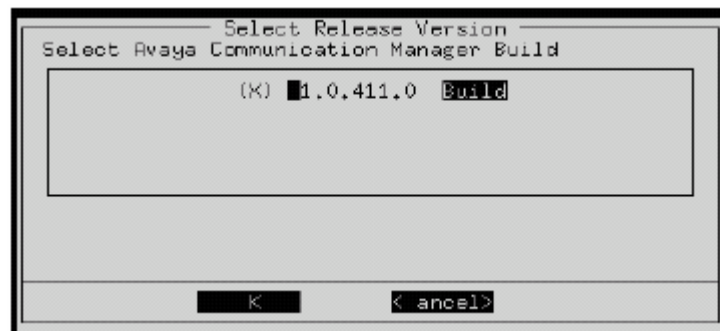 Select Release Version
Select Avaya Communication Manager Build
(X) 1.0.411.0 Build
K < ancel>